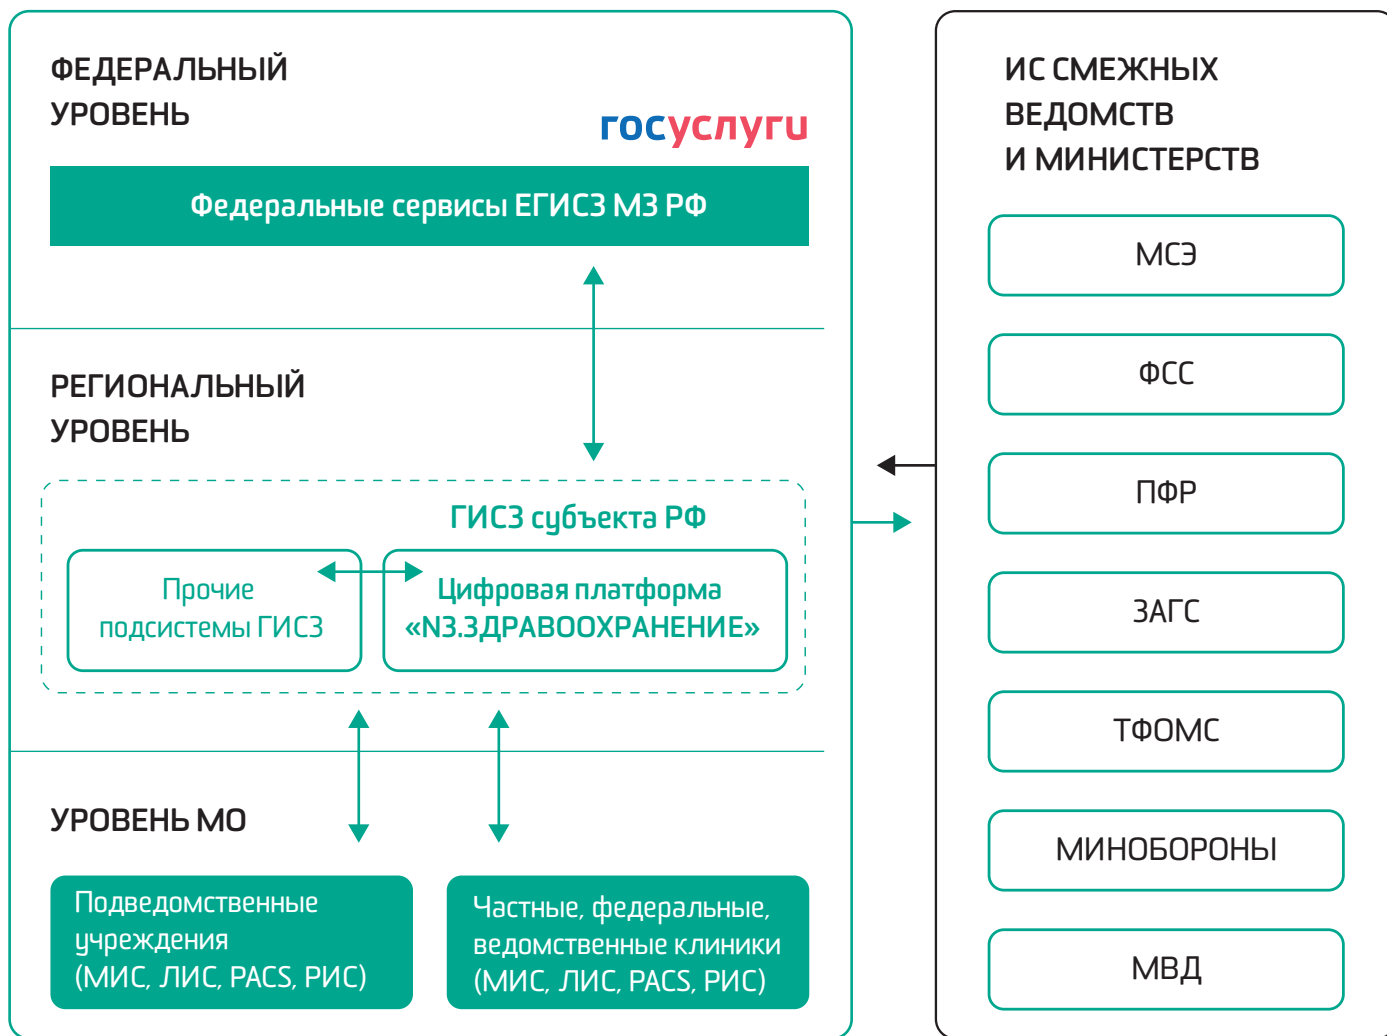 ФЕДЕРАЛЬНЫЙ
УРОВЕНЬ
госуслуги
Федеральные сервисы ЕГИСЗ МЗ РФ
РЕГИОНАЛЬНЫЙ
УРОВЕНЬ
ГИСЗ субъекта РФ
Прочие
подсистемы ГИСЗ
Цифровая платформа
«N3.ЗДРАВООХРАНЕНИЕ»
УРОВЕНЬ МО
Подведомственные
учреждения
(МИС, ЛИС, PACS, РИС)
Частные, федеральные,
ведомственные клиники
(МИС, ЛИС, PACS, РИС)
ИС СМЕЖНЫХ
ВЕДОМСТВ
И МИНИСТЕРСТВ
МСЭ
ФСС
ПФР
ЗАГС
ТФОМС
МИНОБОРОНЫ
МВД